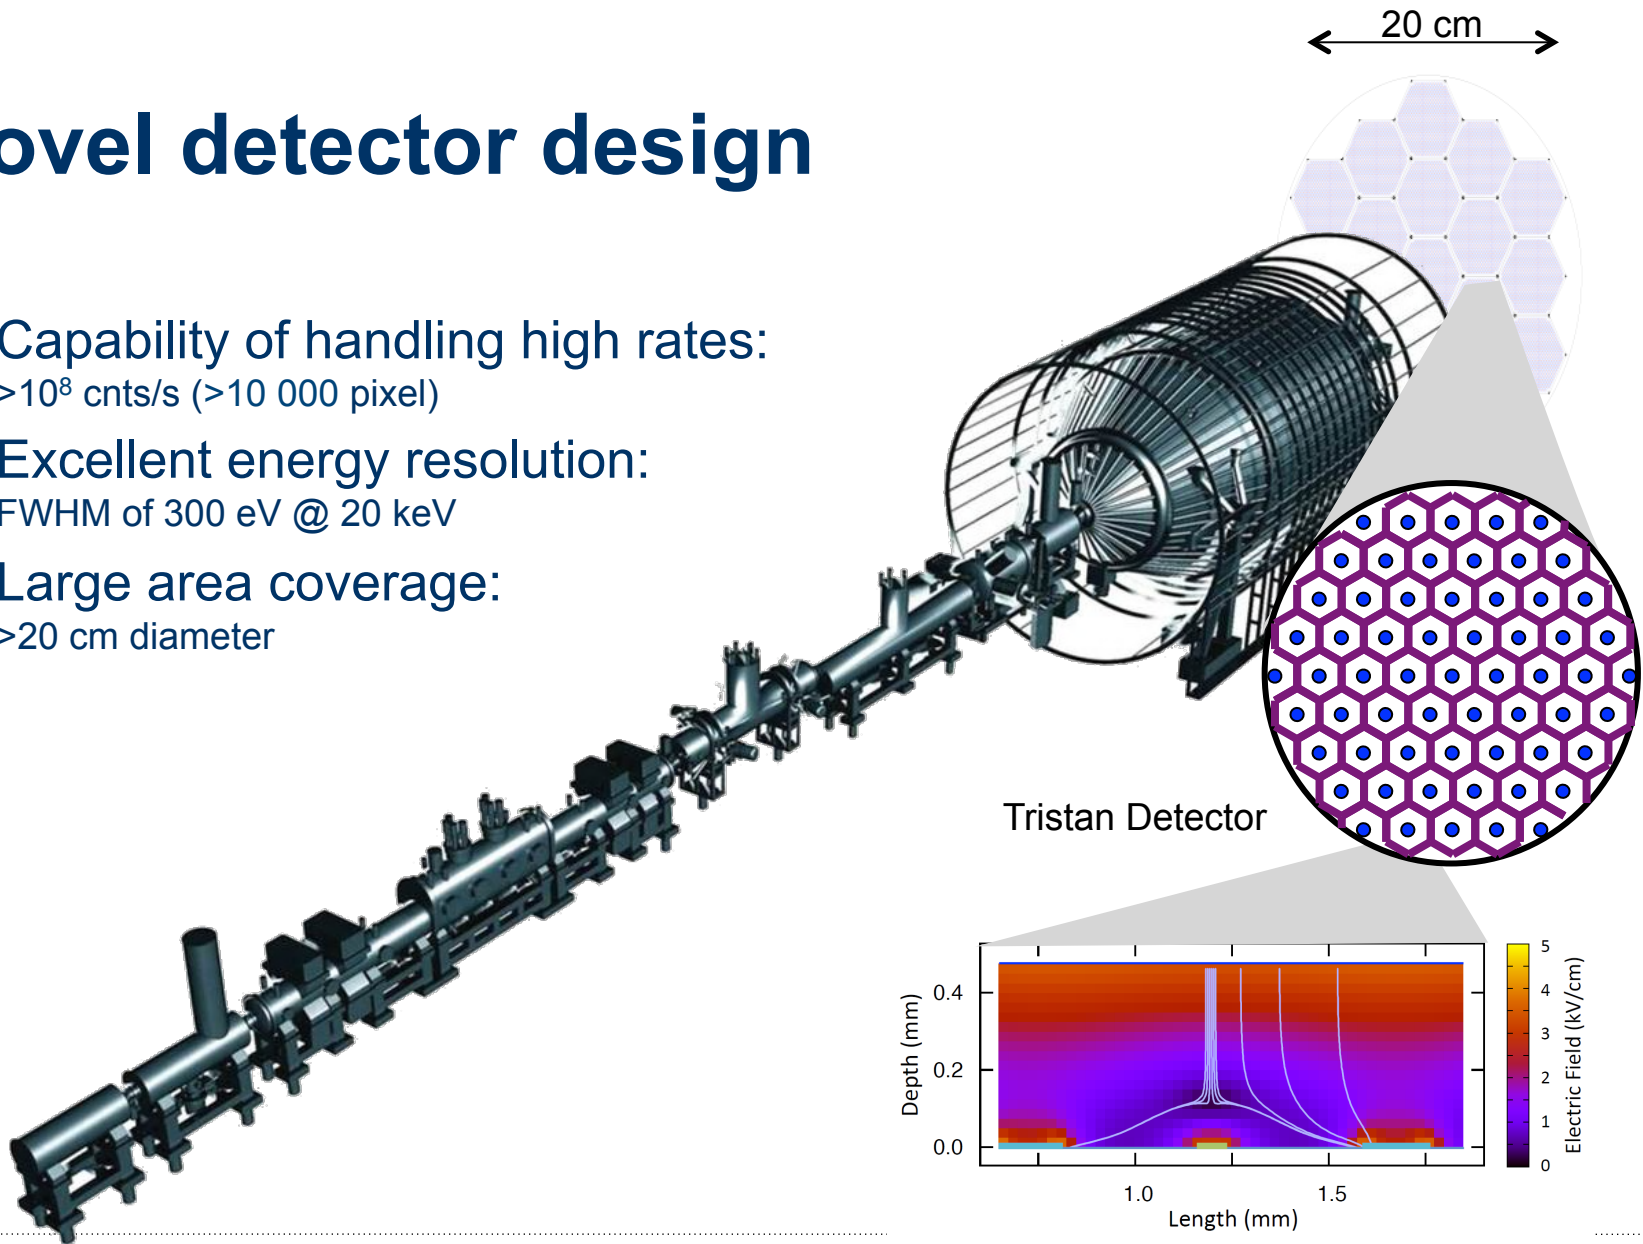 20 cm
ovel detector design
Capability of handling high rates:
>10⁸ cnts/s (>10 000 pixel)
Excellent energy resolution:
FWHM of 300 eV @ 20 keV
Large area coverage:
>20 cm diameter
Tristan Detector
Depth (mm)
0.4
0.2
0.0
1.0 1.5
Length (mm)
5
4
3
2
1
0
Electric Field (kV/cm)